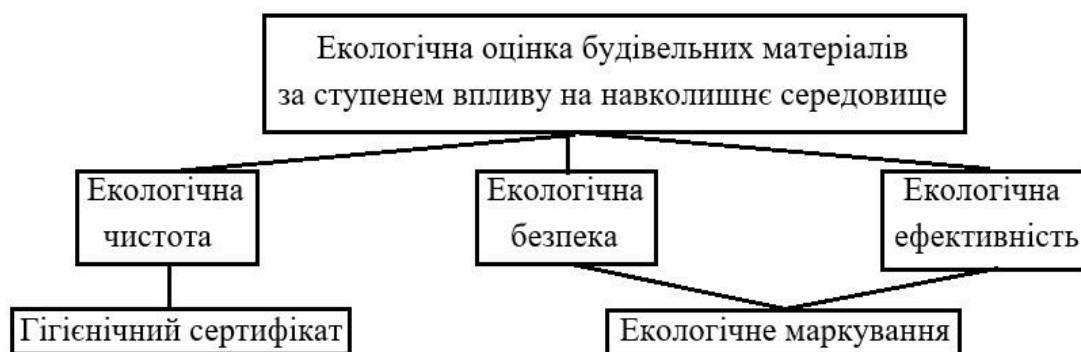 Екологічна оцінка будівельних матеріалів
за ступенем впливу на навколишнє середовище
Екологічна
чистота
Екологічна
безпека
Екологічна
ефективність
Гігієнічний сертифікат
Екологічне маркування